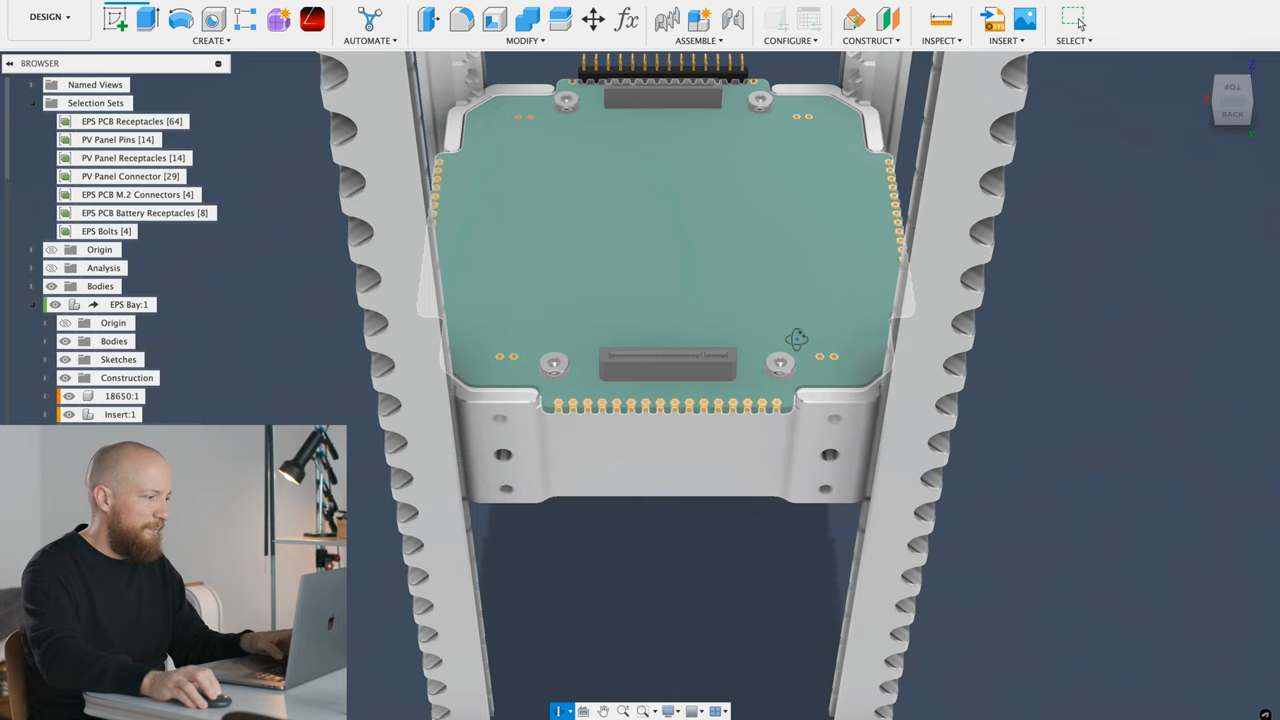 DESIGN ▾
CREATE ▾
AUTOMATE ▾
MODIFY ▾
ASSEMBLE ▾
CONFIGURE ▾
CONSTRUCT ▾
INSPECT ▾
INSERT ▾
SELECT ▾
BROWSER
Named Views
Selection Sets
EPS PCB Receptacles [64]
PV Panel Pins [14]
PV Panel Receptacles [14]
PV Panel Connector [29]
EPS PCB M.2 Connectors [4]
EPS PCB Battery Receptacles [8]
EPS Bolts [4]
Origin
Analysis
Bodies
EPS Bay:1
Origin
Bodies
Sketches
Construction
18650:1
Insert:1
TOP
BACK
X
Y
Z